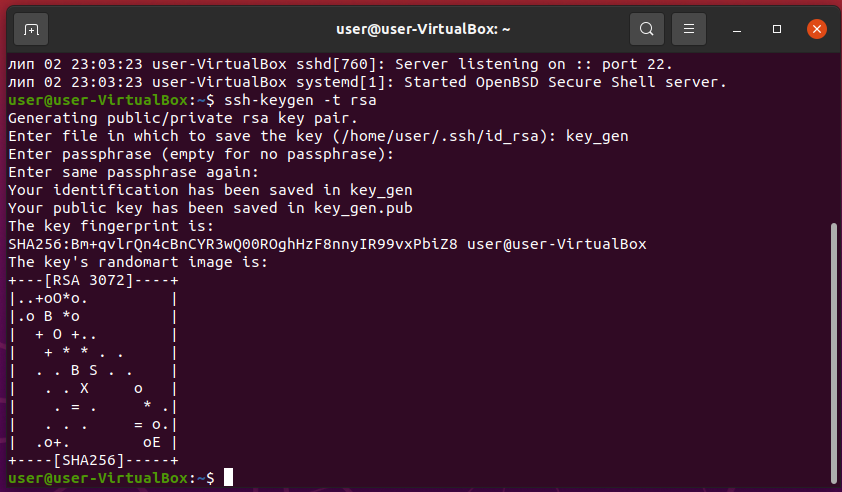 user@user-VirtualBox: ~
лип 02 23:03:23 user-VirtualBox sshd[760]: Server listening on :: port 22.
лип 02 23:03:23 user-VirtualBox systemd[1]: Started OpenBSD Secure Shell server.
user@user-VirtualBox:~$ ssh-keygen -t rsa
Generating public/private rsa key pair.
Enter file in which to save the key (/home/user/.ssh/id_rsa): key_gen
Enter passphrase (empty for no passphrase):
Enter same passphrase again:
Your identification has been saved in key_gen
Your public key has been saved in key_gen.pub
The key fingerprint is:
SHA256:Bm+qvlrQn4cBnCYR3wQ00ROghHzF8nnyIR99vxPbiZ8 user@user-VirtualBox
The key's randomart image is:
+---[RSA 3072]----+
|..+oO*o.         |
|.o B *o          |
|  + O +..        |
|   + * * . .     |
|  . . B S . .    |
|   . . X     o   |
|    . = .     * .|
|   . . .     = o.|
|  .o+.        oE |
+----[SHA256]-----+
user@user-VirtualBox:~$